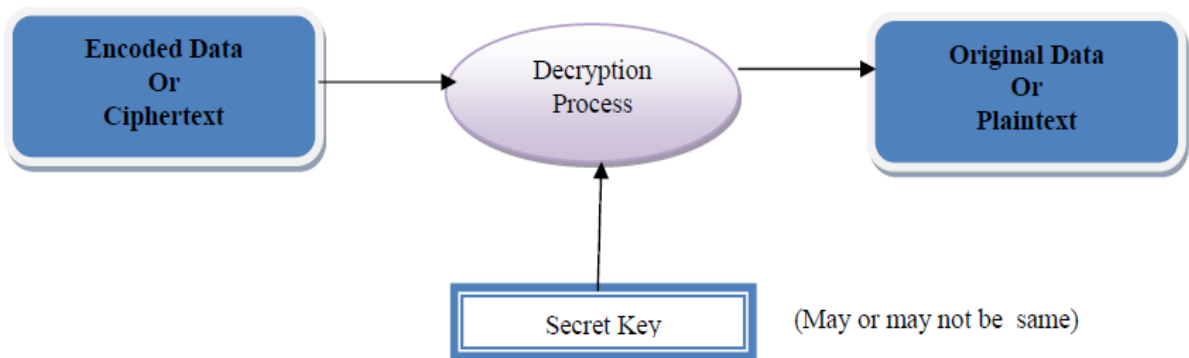 Encoded Data
Or
Ciphertext
Decryption
Process
Original Data
Or
Plaintext
Secret Key
(May or may not be same)